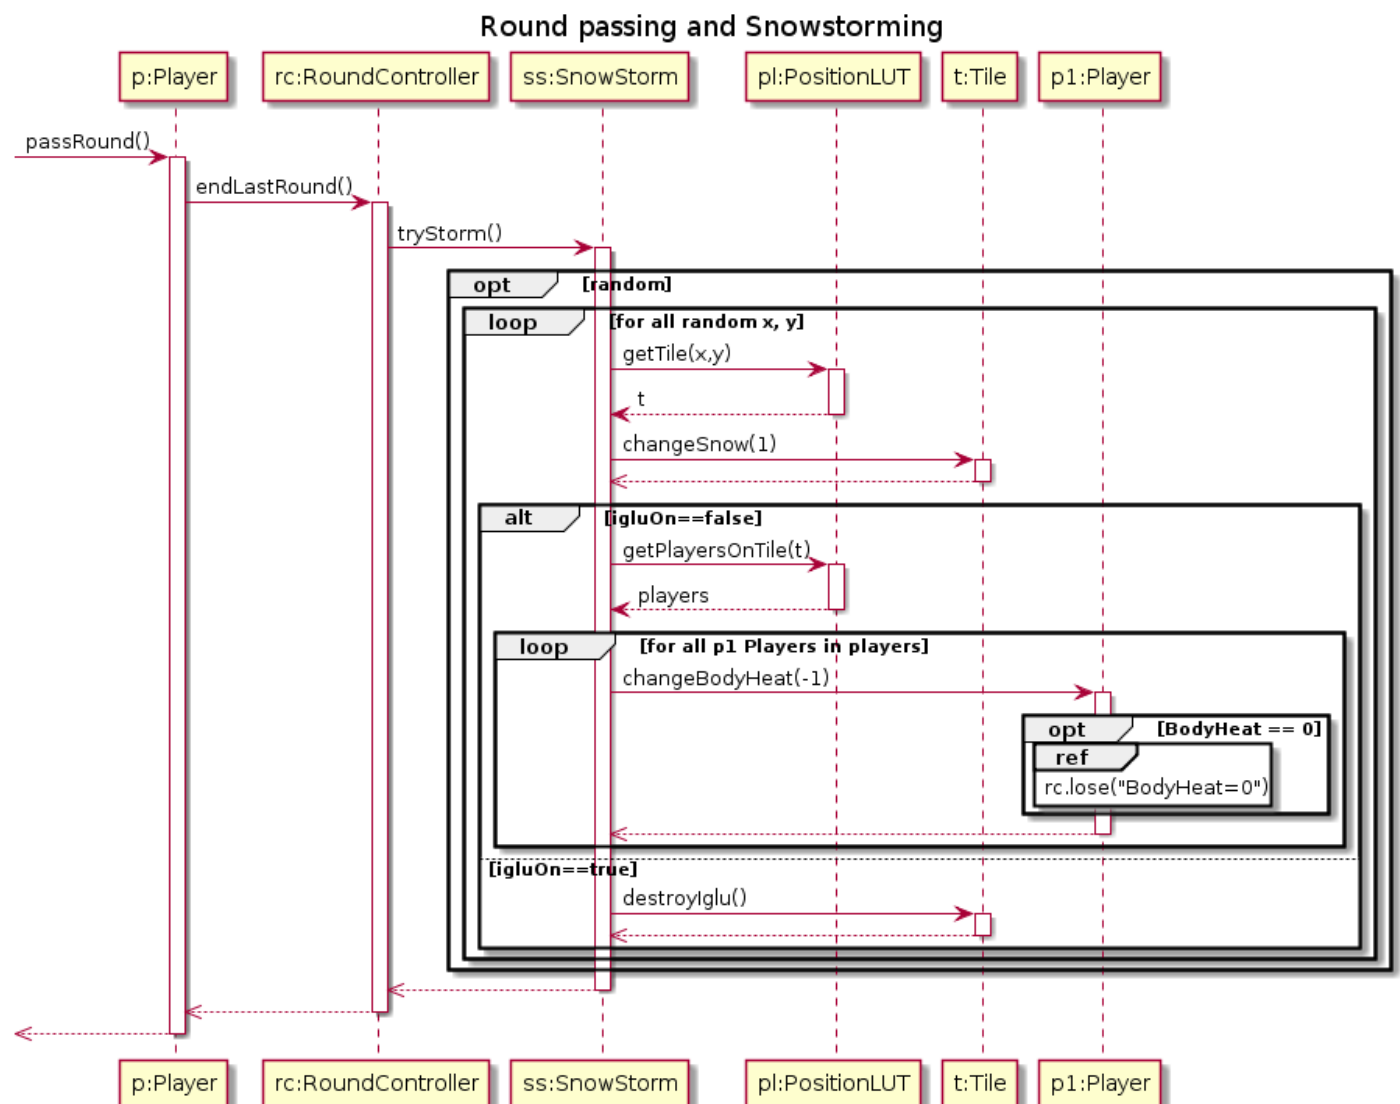 Round passing and Snowstorming
p:Player rc:RoundController ss:SnowStorm pl:PositionLUT t:Tile p1:Player
passRound()
endLastRound()
tryStorm()
opt [random]
loop [for all random x, y]
getTile(x,y)
t
changeSnow(1)
alt [igluOn==false]
getPlayersOnTile(t)
players
loop [for all p1 Players in players]
changeBodyHeat(-1)
opt [BodyHeat == 0]
ref
rc.lose("BodyHeat=0")
[igluOn==true]
destroyIglu()
p:Player rc:RoundController ss:SnowStorm pl:PositionLUT t:Tile p1:Player